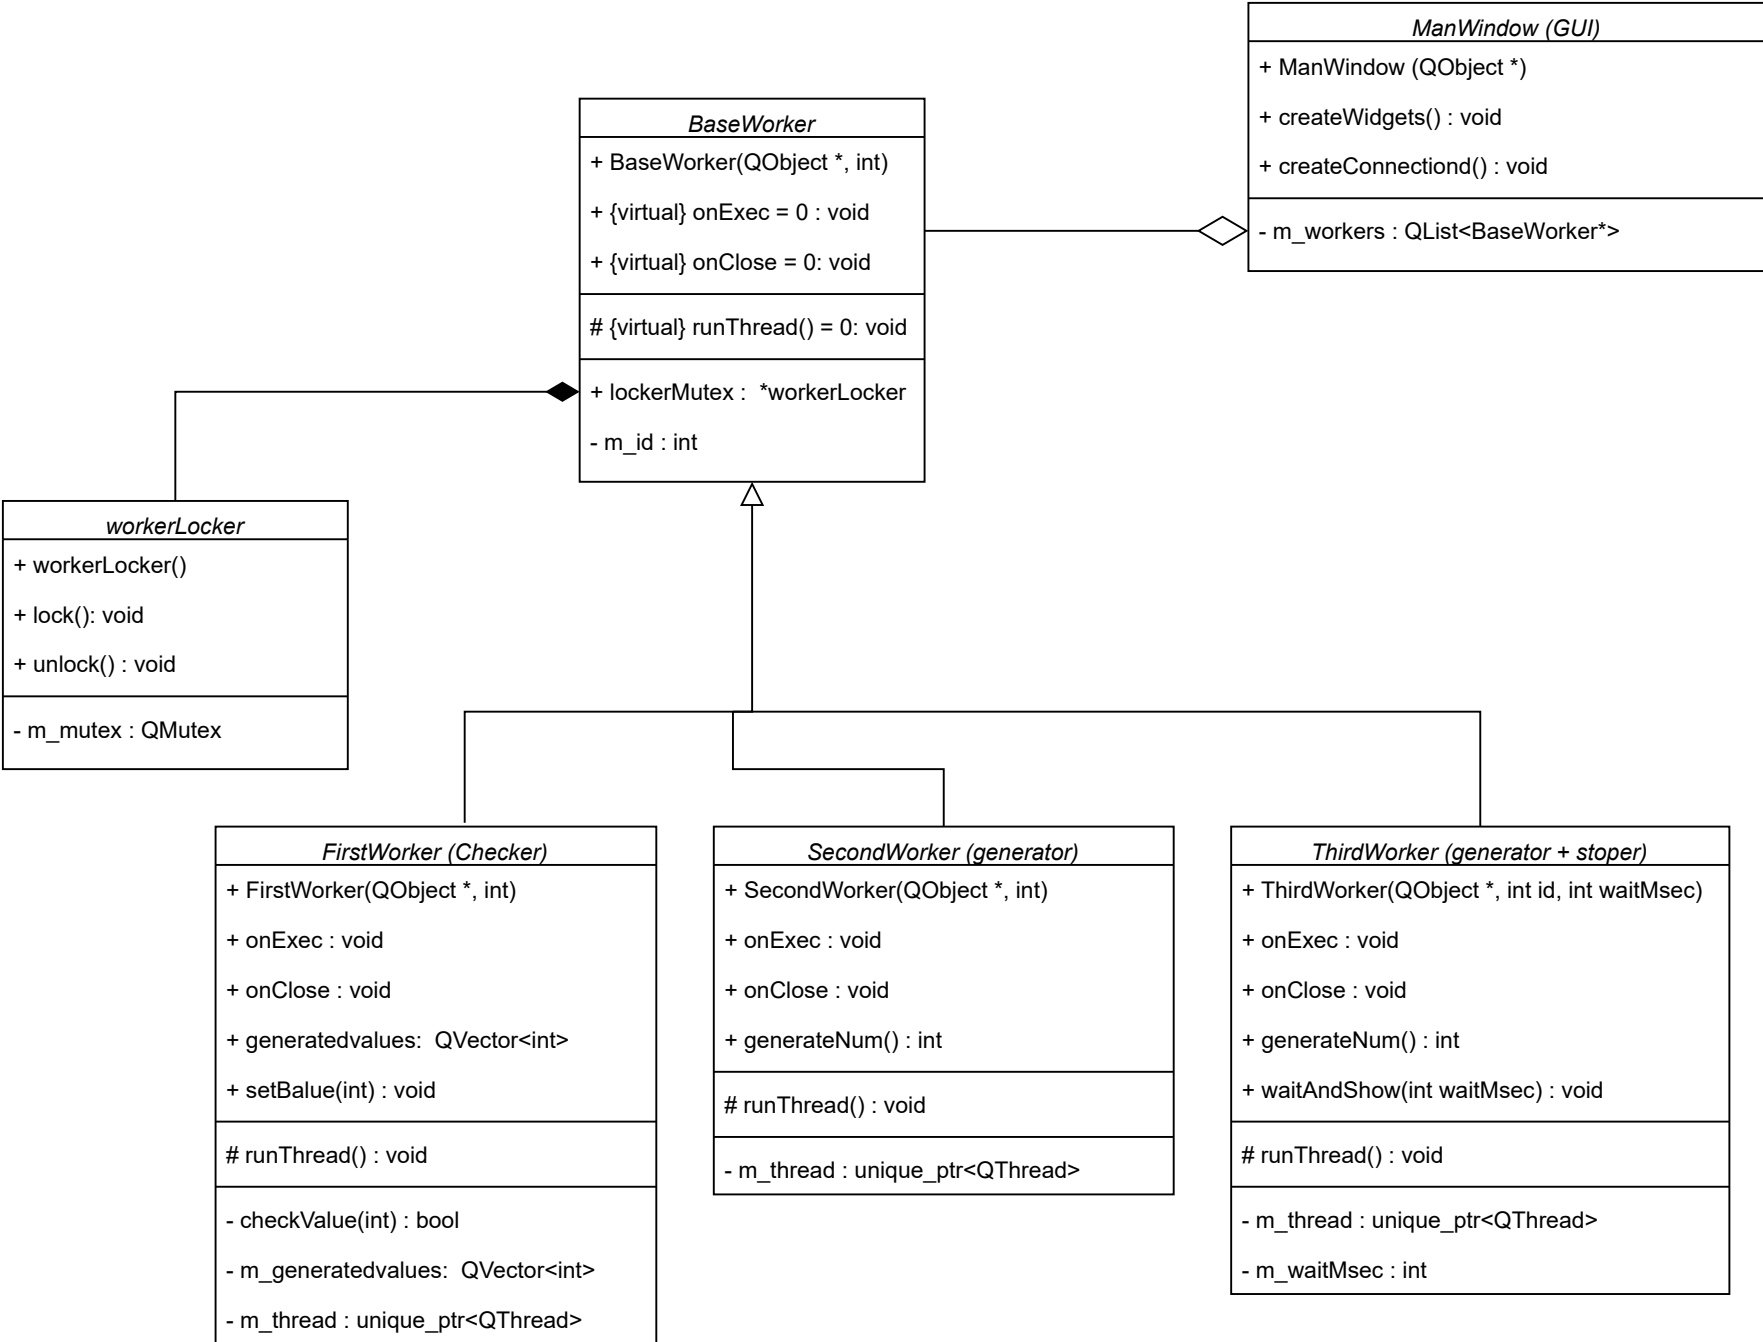 ManWindow (GUI)
+ ManWindow (QObject *)
+ createWidgets() : void
+ createConnectiond() : void
- m_workers : QList<BaseWorker*>
BaseWorker
+ BaseWorker(QObject *, int)
+ {virtual} onExec = 0 : void
+ {virtual} onClose = 0: void
# {virtual} runThread() = 0: void
+ lockerMutex :  *workerLocker
- m_id : int
workerLocker
+ workerLocker()
+ lock(): void
+ unlock() : void
- m_mutex : QMutex
FirstWorker (Checker)
+ FirstWorker(QObject *, int)
+ onExec : void
+ onClose : void
+ generatedvalues:  QVector<int>
+ setBalue(int) : void
# runThread() : void
- checkValue(int) : bool
- m_generatedvalues:  QVector<int>
- m_thread : unique_ptr<QThread>
SecondWorker (generator)
+ SecondWorker(QObject *, int)
+ onExec : void
+ onClose : void
+ generateNum() : int
# runThread() : void
- m_thread : unique_ptr<QThread>
ThirdWorker (generator + stoper)
+ ThirdWorker(QObject *, int id, int waitMsec)
+ onExec : void
+ onClose : void
+ generateNum() : int
+ waitAndShow(int waitMsec) : void
# runThread() : void
- m_thread : unique_ptr<QThread>
- m_waitMsec : int